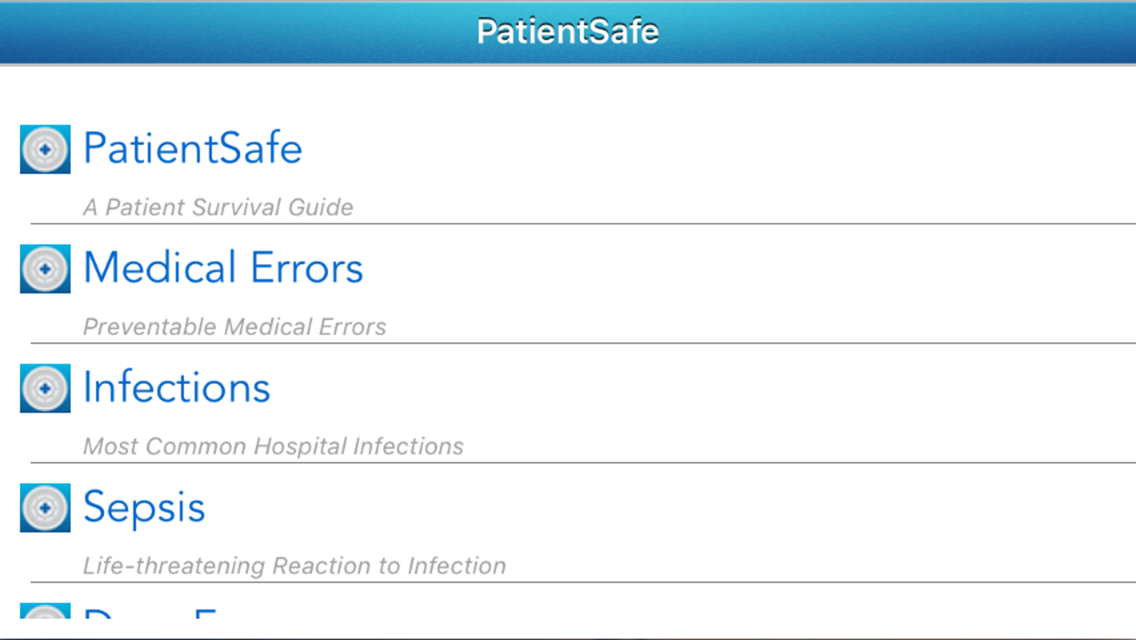 PatientSafe
PatientSafe
A Patient Survival Guide
Medical Errors
Preventable Medical Errors
Infections
Most Common Hospital Infections
Sepsis
Life-threatening Reaction to Infection